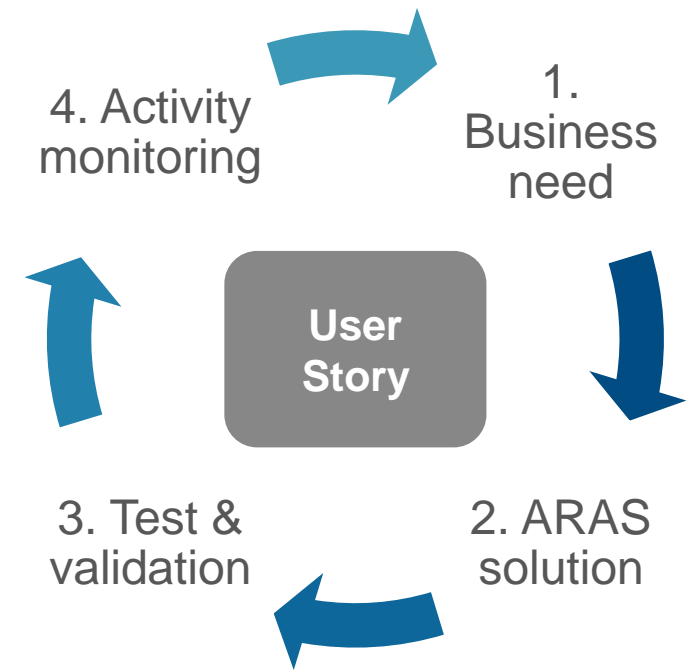 4. Activity
monitoring
1.
Business
need
User
Story
3. Test &
validation
2. ARAS
solution